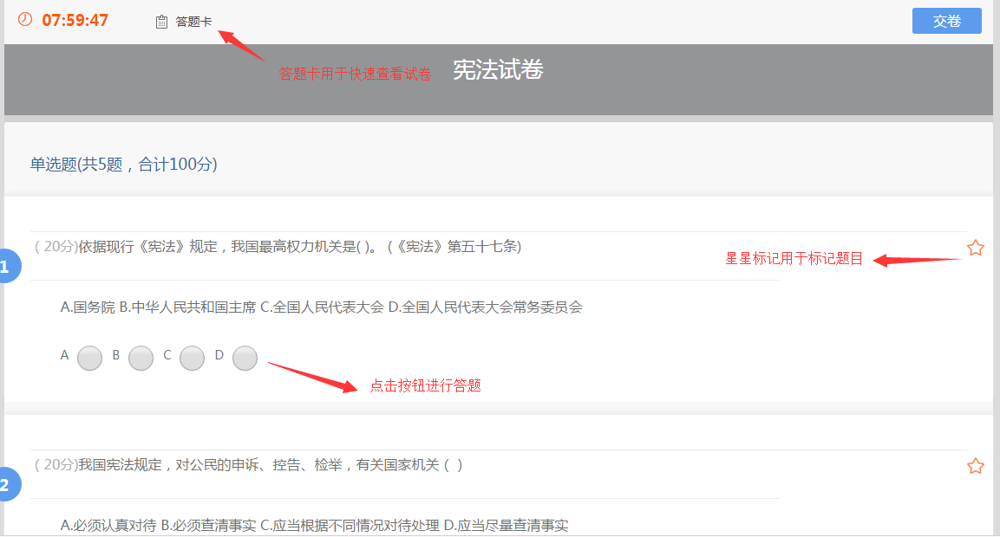 07:59:47 答题卡 交卷
答题卡用于快速查看试卷 宪法试卷
单选题(共5题，合计100分)
( 20分)依据现行《宪法》规定，我国最高权力机关是( )。 (《宪法》第五十七条)
星星标记用于标记题目
1
A.国务院 B.中华人民共和国主席 C.全国人民代表大会 D.全国人民代表大会常务委员会
A B C D
点击按钮进行答题
( 20分)我国宪法规定，对公民的申诉、控告、检举，有关国家机关 ( )
2
A.必须认真对待 B.必须查清事实 C.应当根据不同情况对待处理 D.应当尽量查清事实